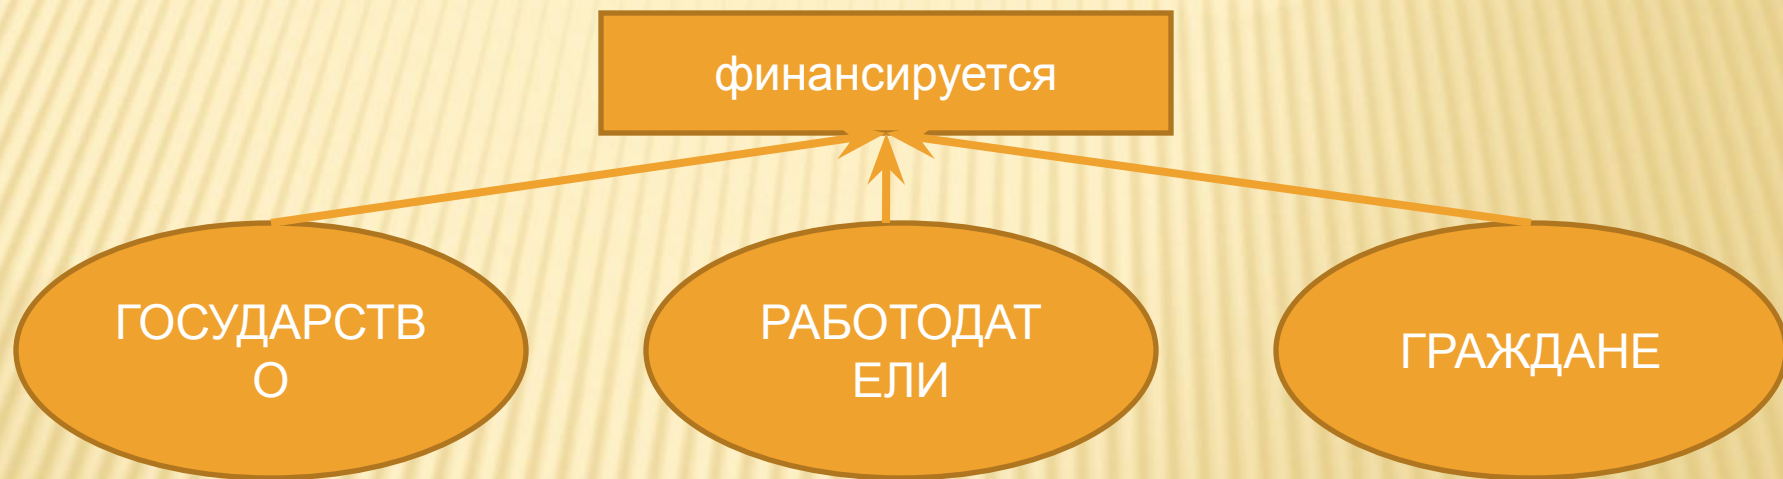 финансируется
ГОСУДАРСТВ
О
РАБОТОДАТ
ЕЛИ
ГРАЖДАНЕ